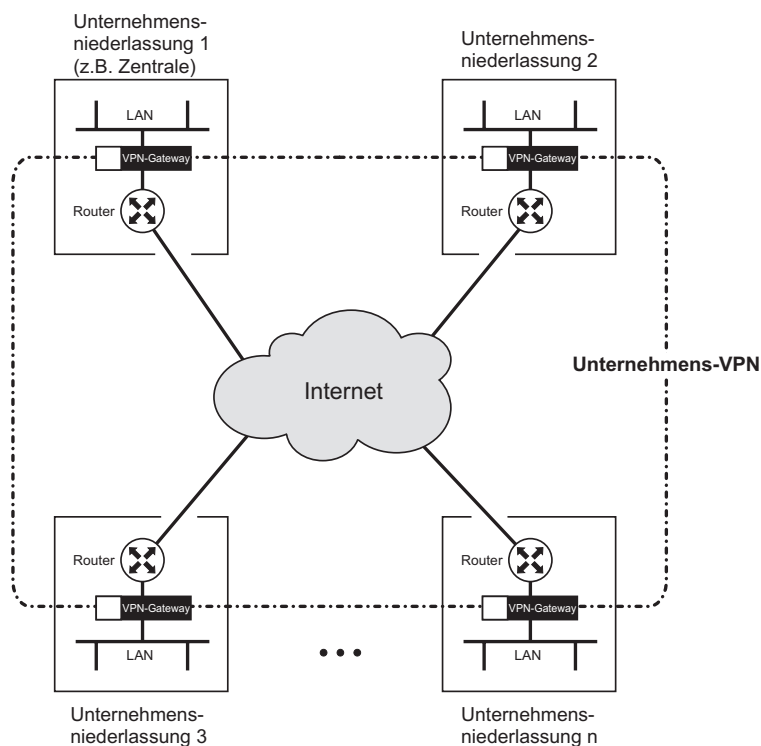 Unternehmens-
niederlassung 1
(z.B. Zentrale)
Unternehmens-
niederlassung 2
LAN
VPN-Gateway
Router
LAN
VPN-Gateway
Router
Internet
Unternehmens-VPN
Router
VPN-Gateway
LAN
Router
VPN-Gateway
LAN
Unternehmens-
niederlassung 3
Unternehmens-
niederlassung n